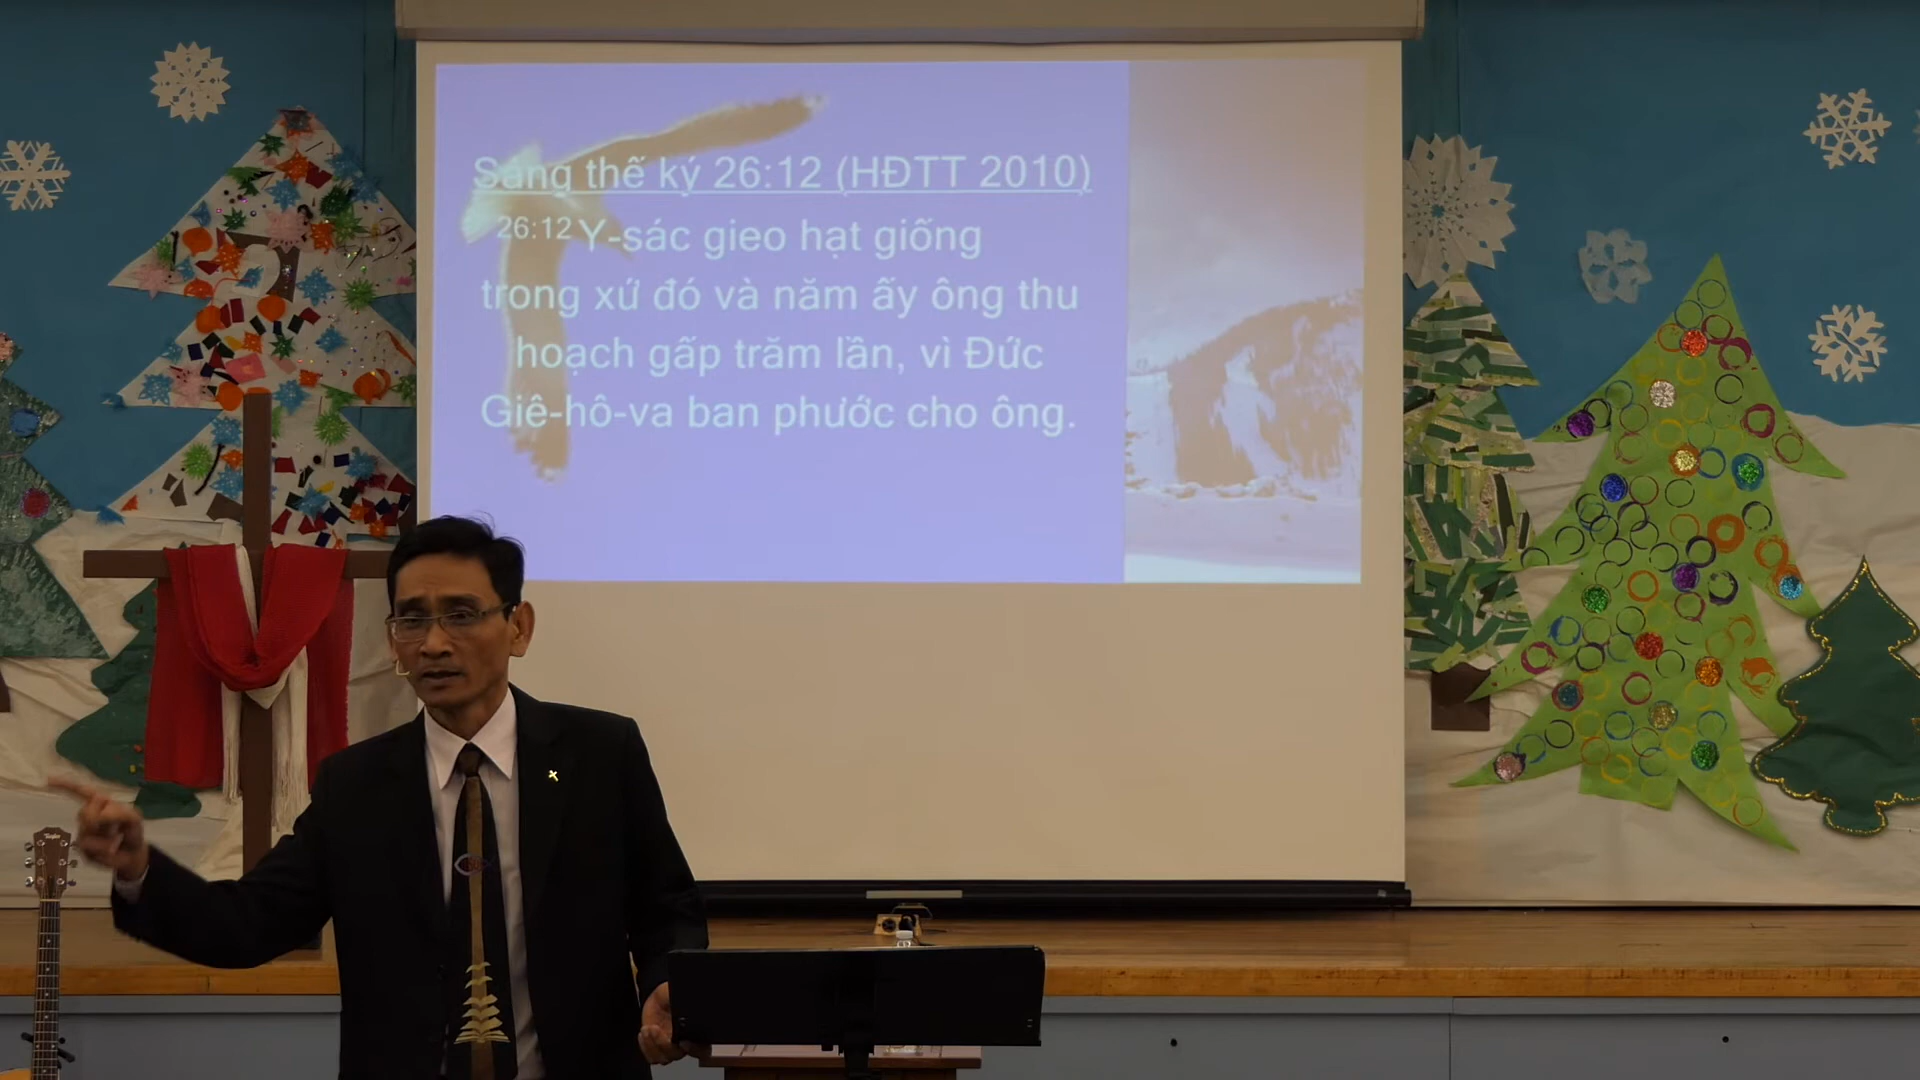 Sáng thế ký 26:12 (HĐTT 2010)
26:12 Y-sác gieo hạt giống
trong xứ đó và năm ấy ông thu
hoạch gấp trăm lần, vì Đức
Giê-hô-va ban phước cho ông.
Taylor